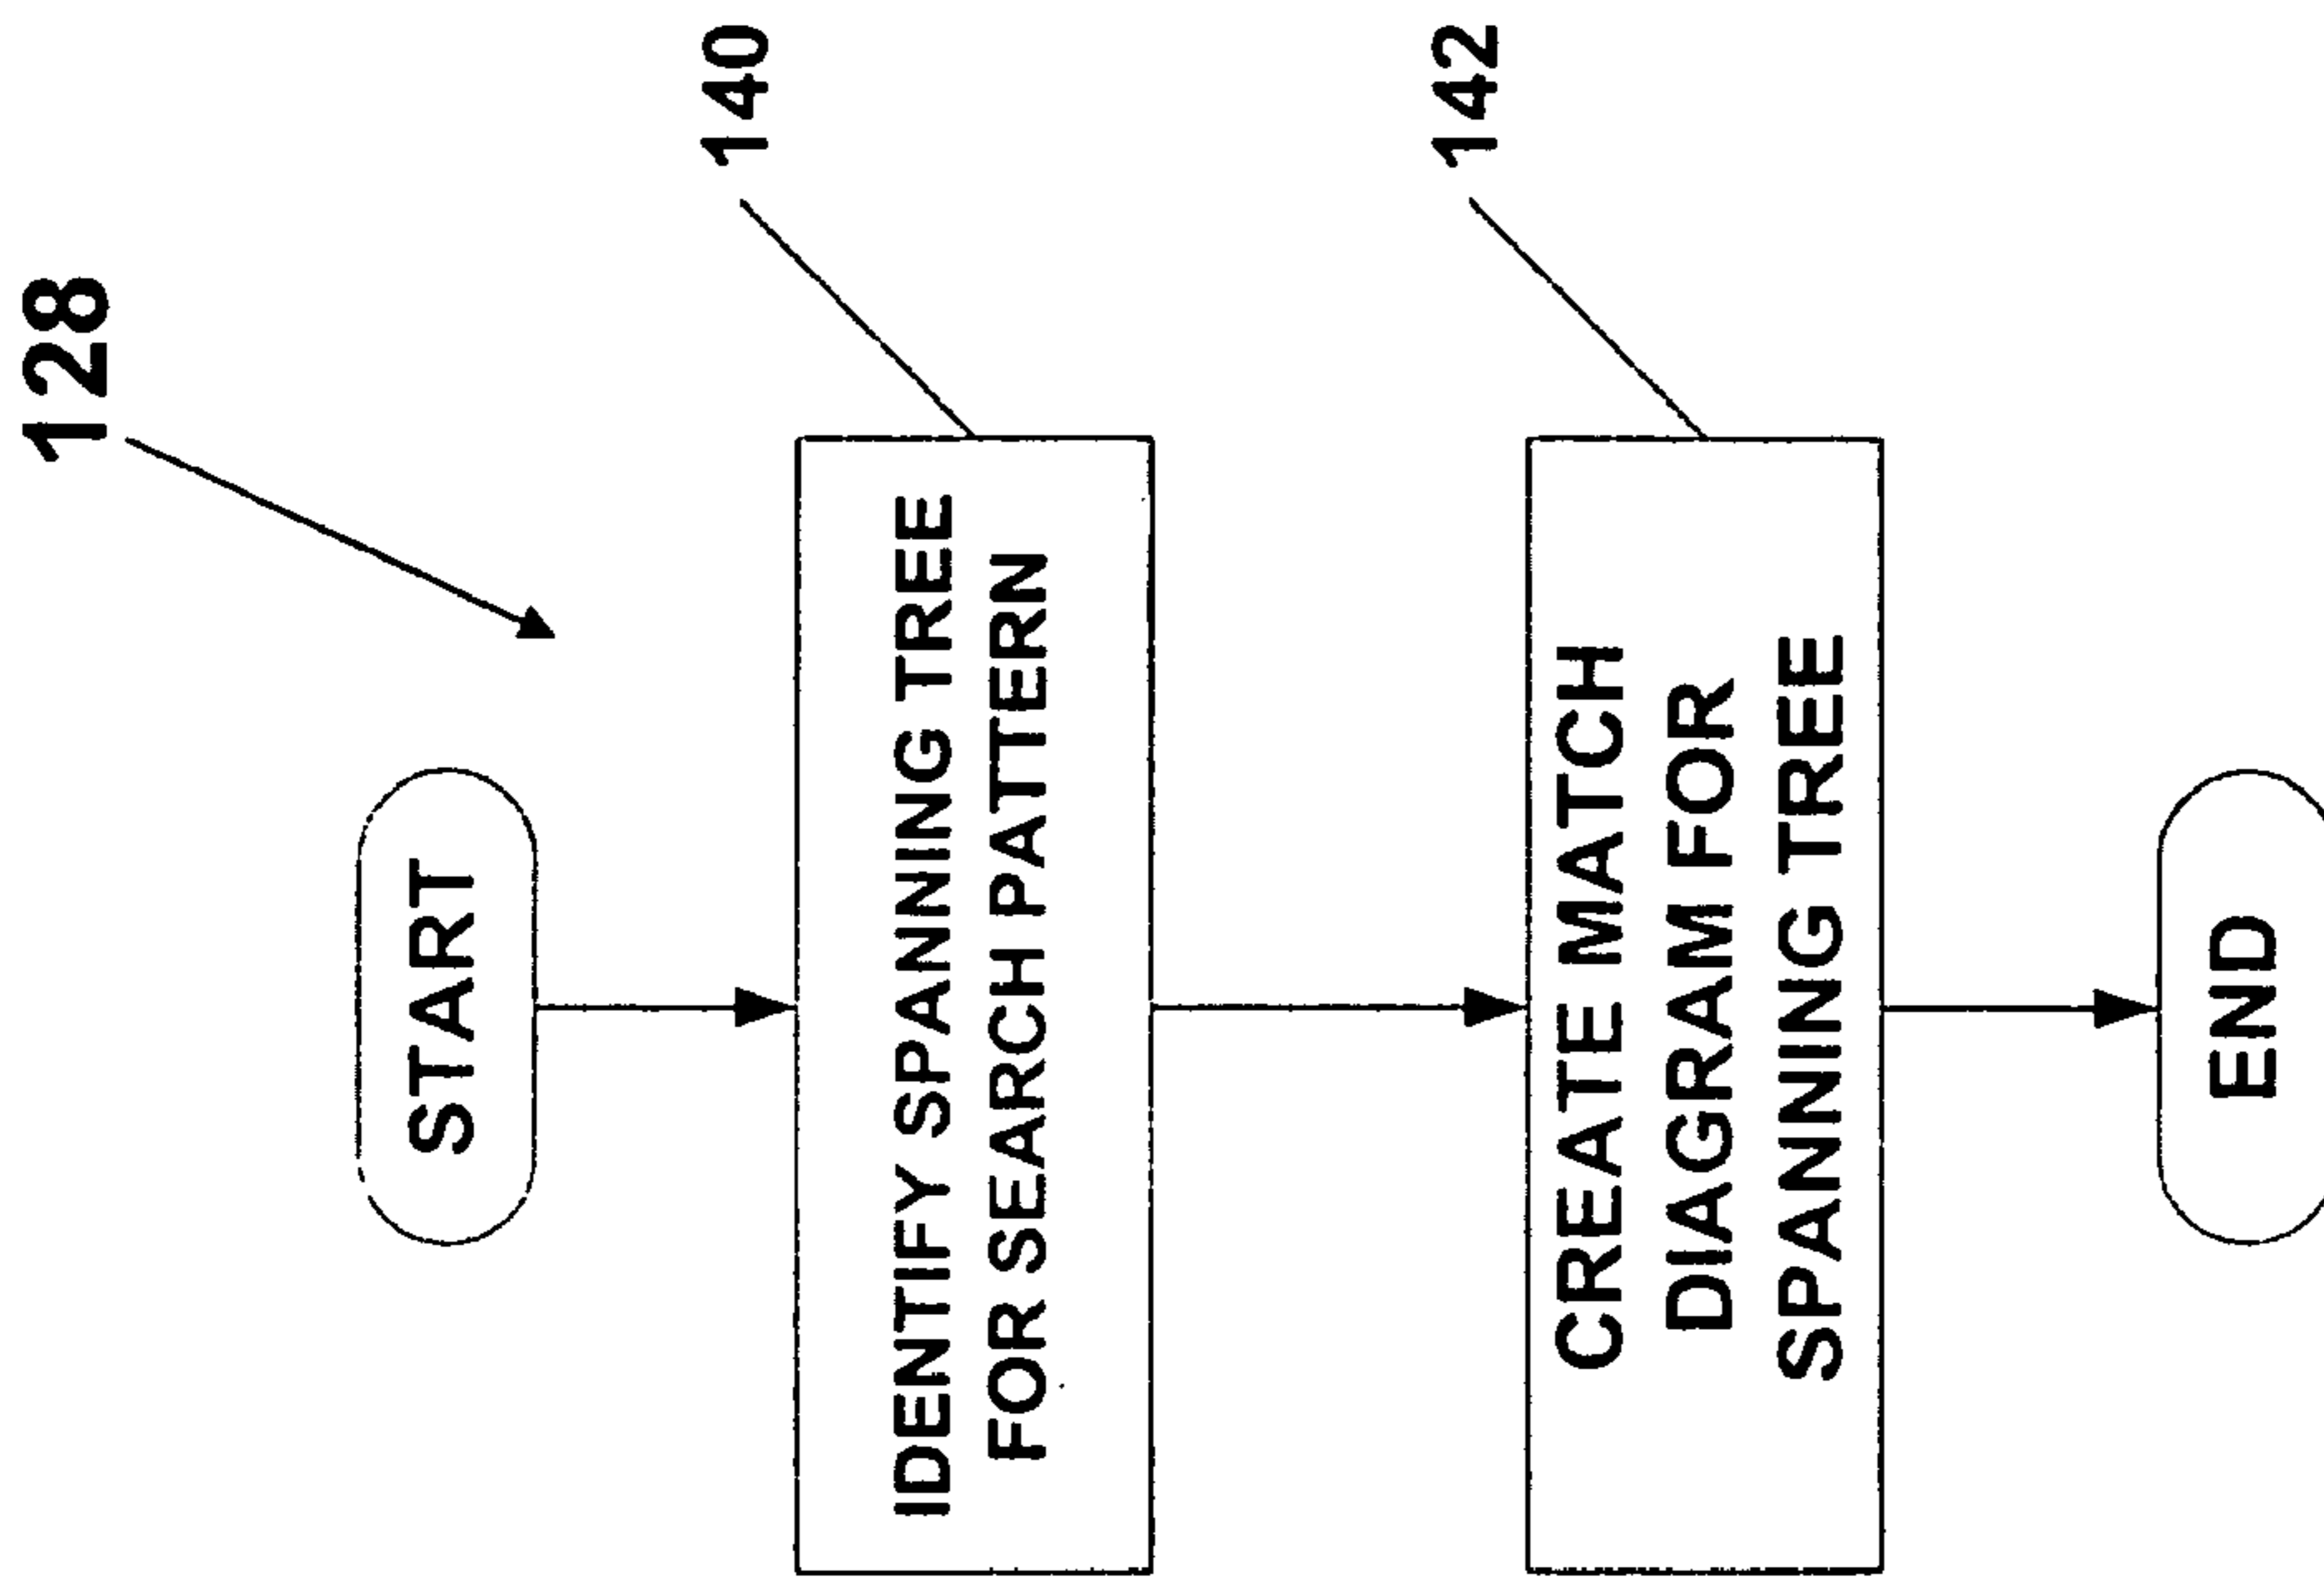 128
START
140
IDENTIFY SPANNING TREE
FOR SEARCH PATTERN
142
CREATE MATCH
DIAGRAM FOR
SPANNING TREE
END